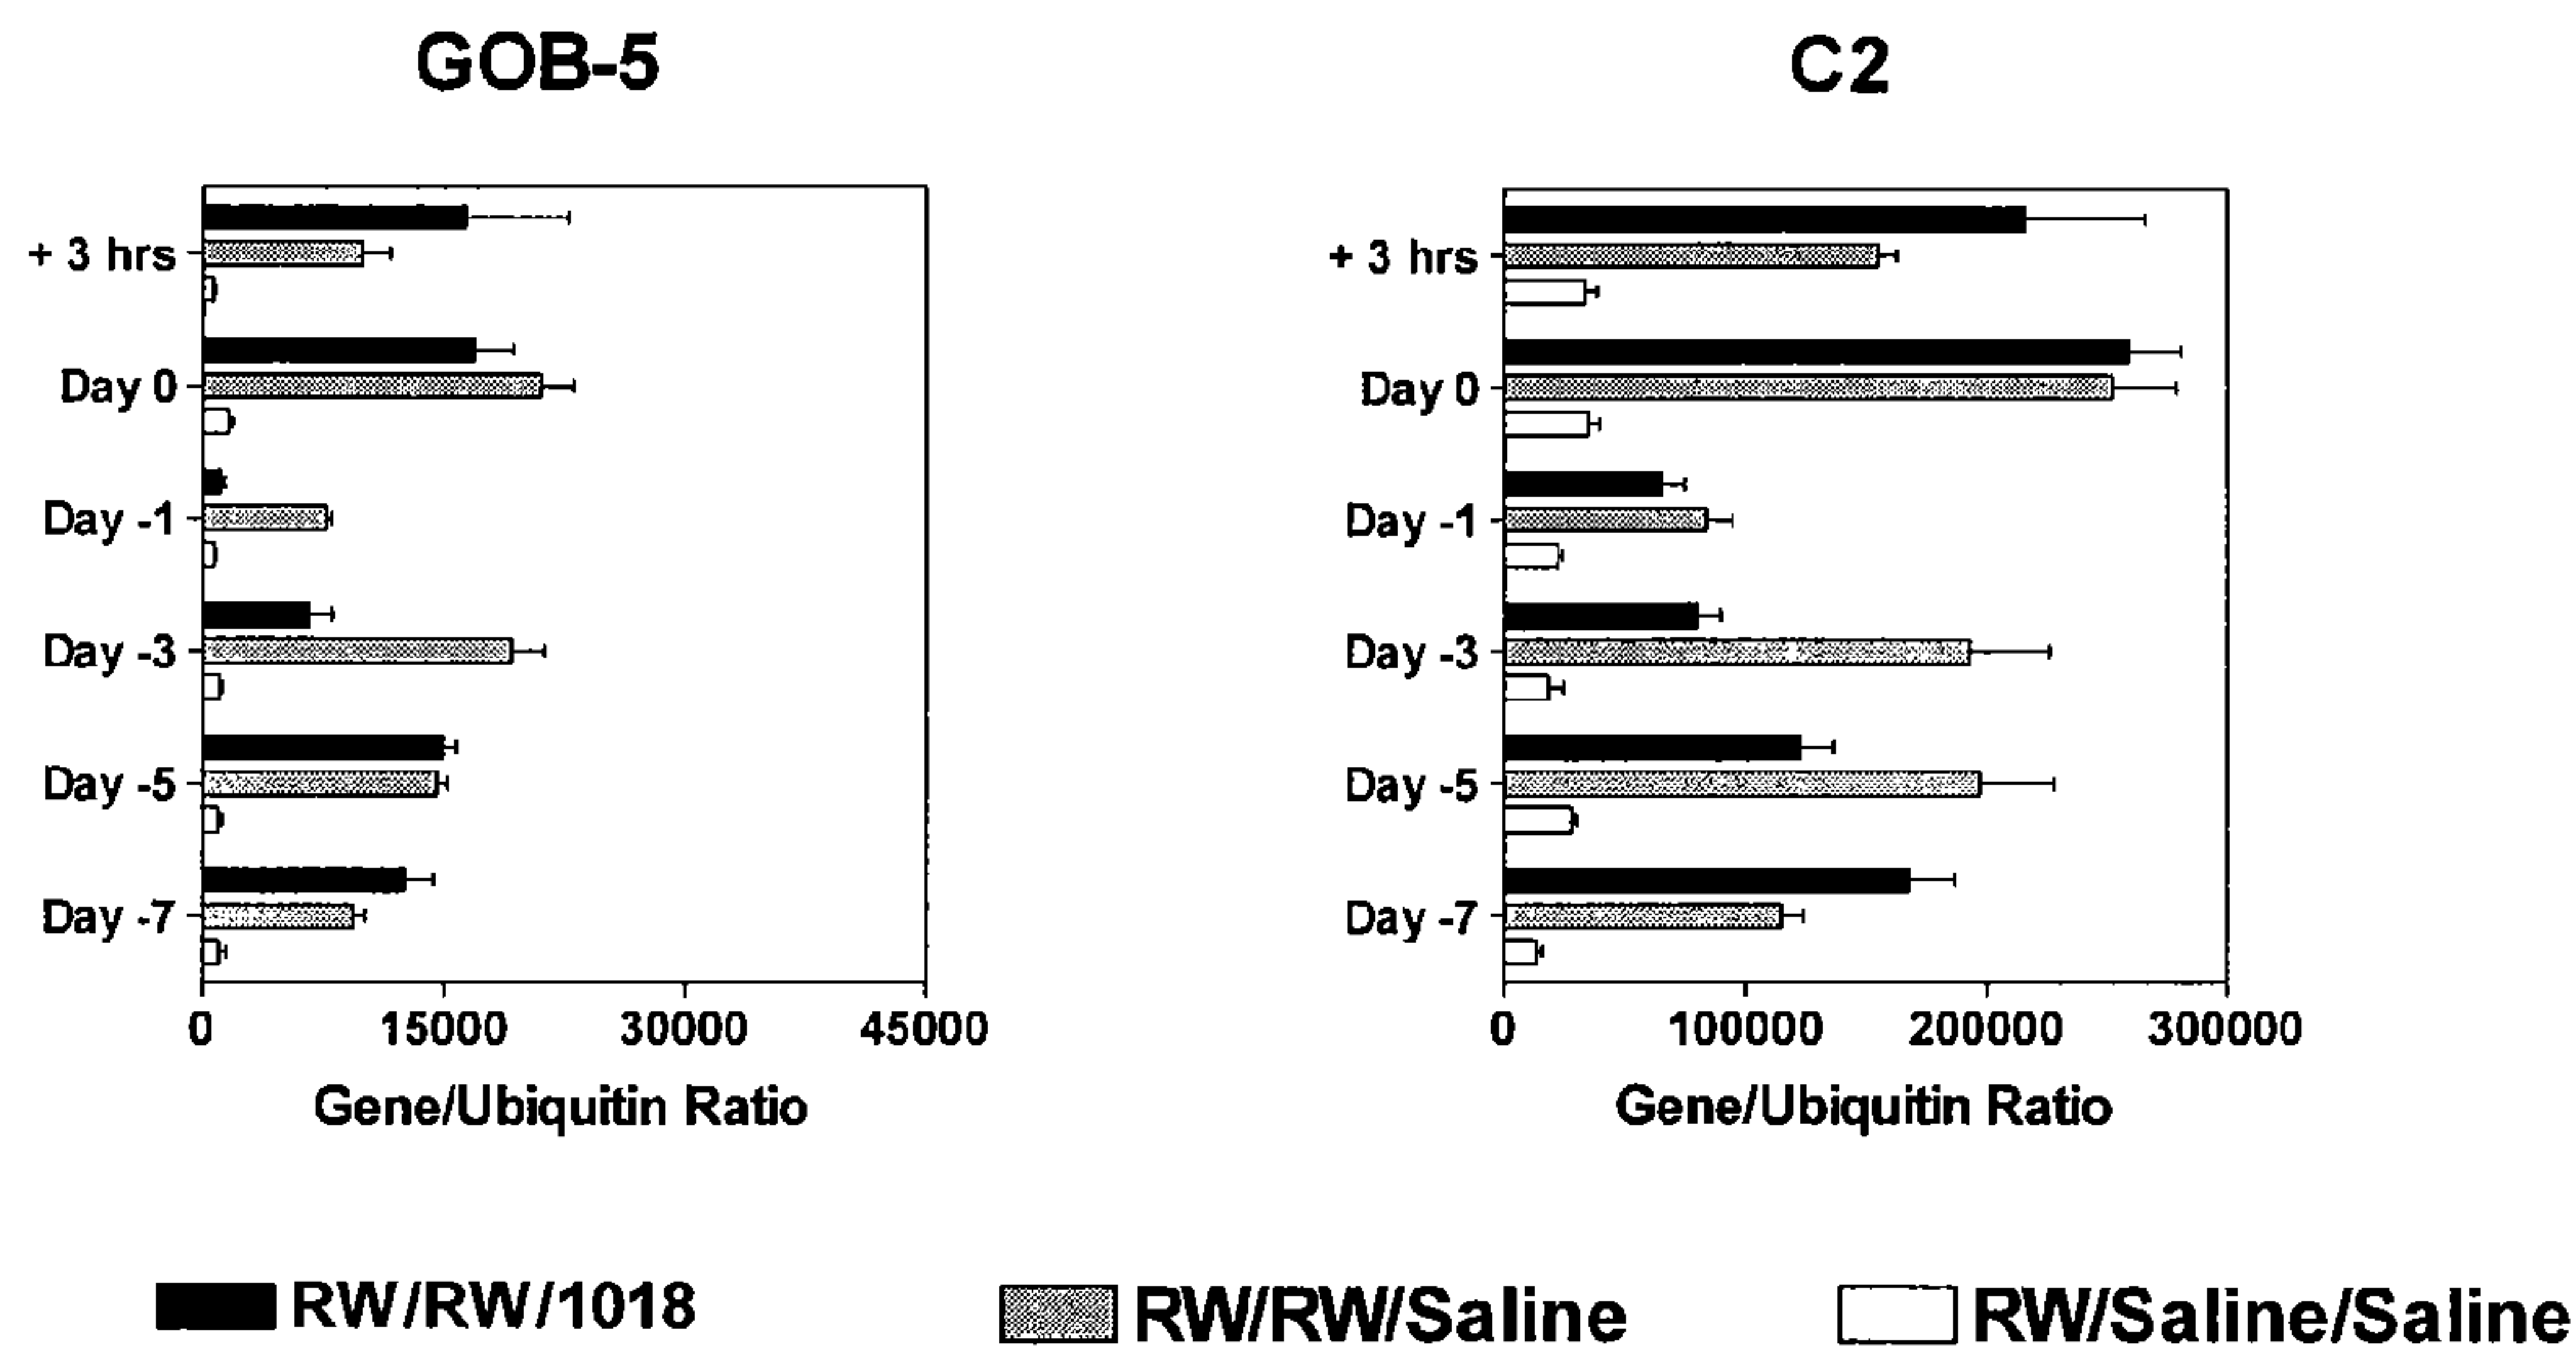 GOB-5
+ 3 hrs
Day 0
Day -1
Day -3
Day -5
Day -7
0 15000 30000 45000
Gene/Ubiquitin Ratio
C2
+ 3 hrs
Day 0
Day -1
Day -3
Day -5
Day -7
0 100000 200000 300000
Gene/Ubiquitin Ratio
RW/RW/1018 RW/RW/Saline RW/Saline/Saline